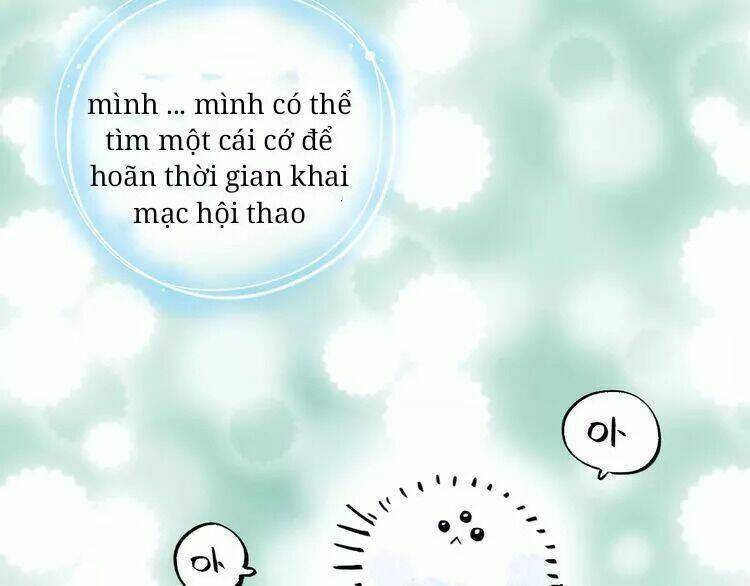 mình ... mình có thể
tìm một cái cớ để
hoãn thời gian khai
mạc hội thao
아
아